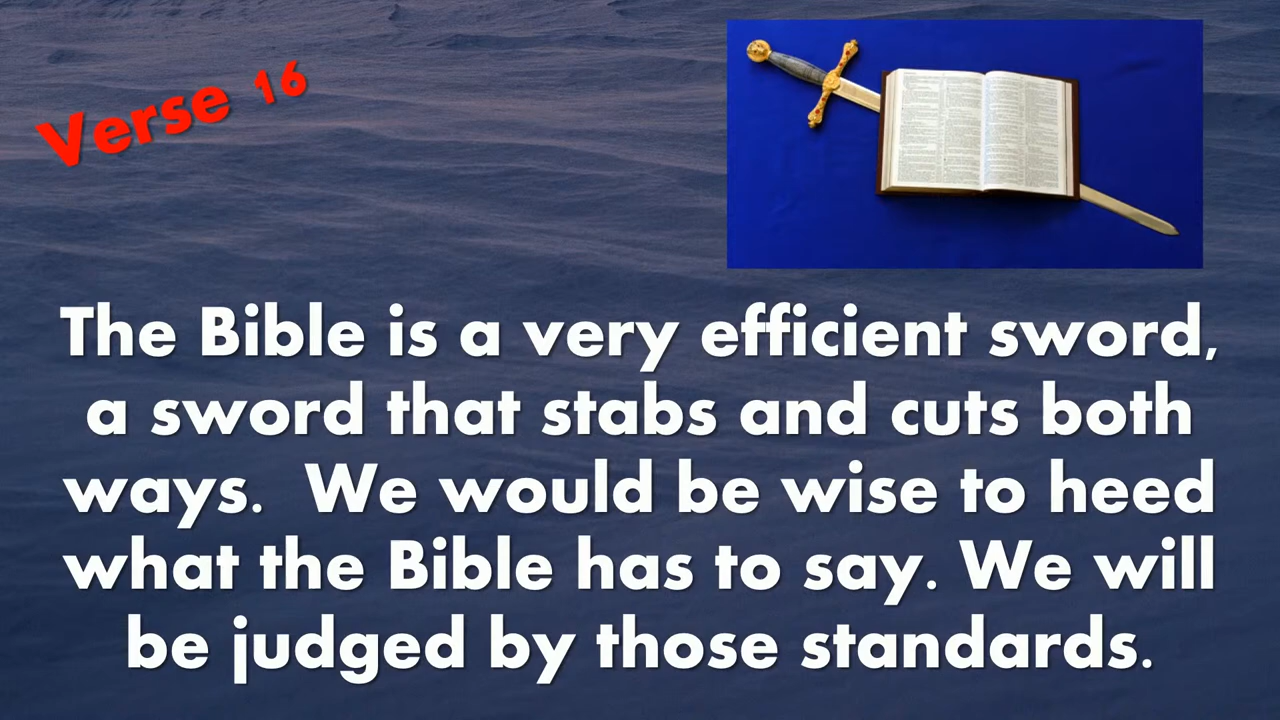 Verse 16
The Bible is a very efficient sword,
a sword that stabs and cuts both
ways.  We would be wise to heed
what the Bible has to say. We will
be judged by those standards.